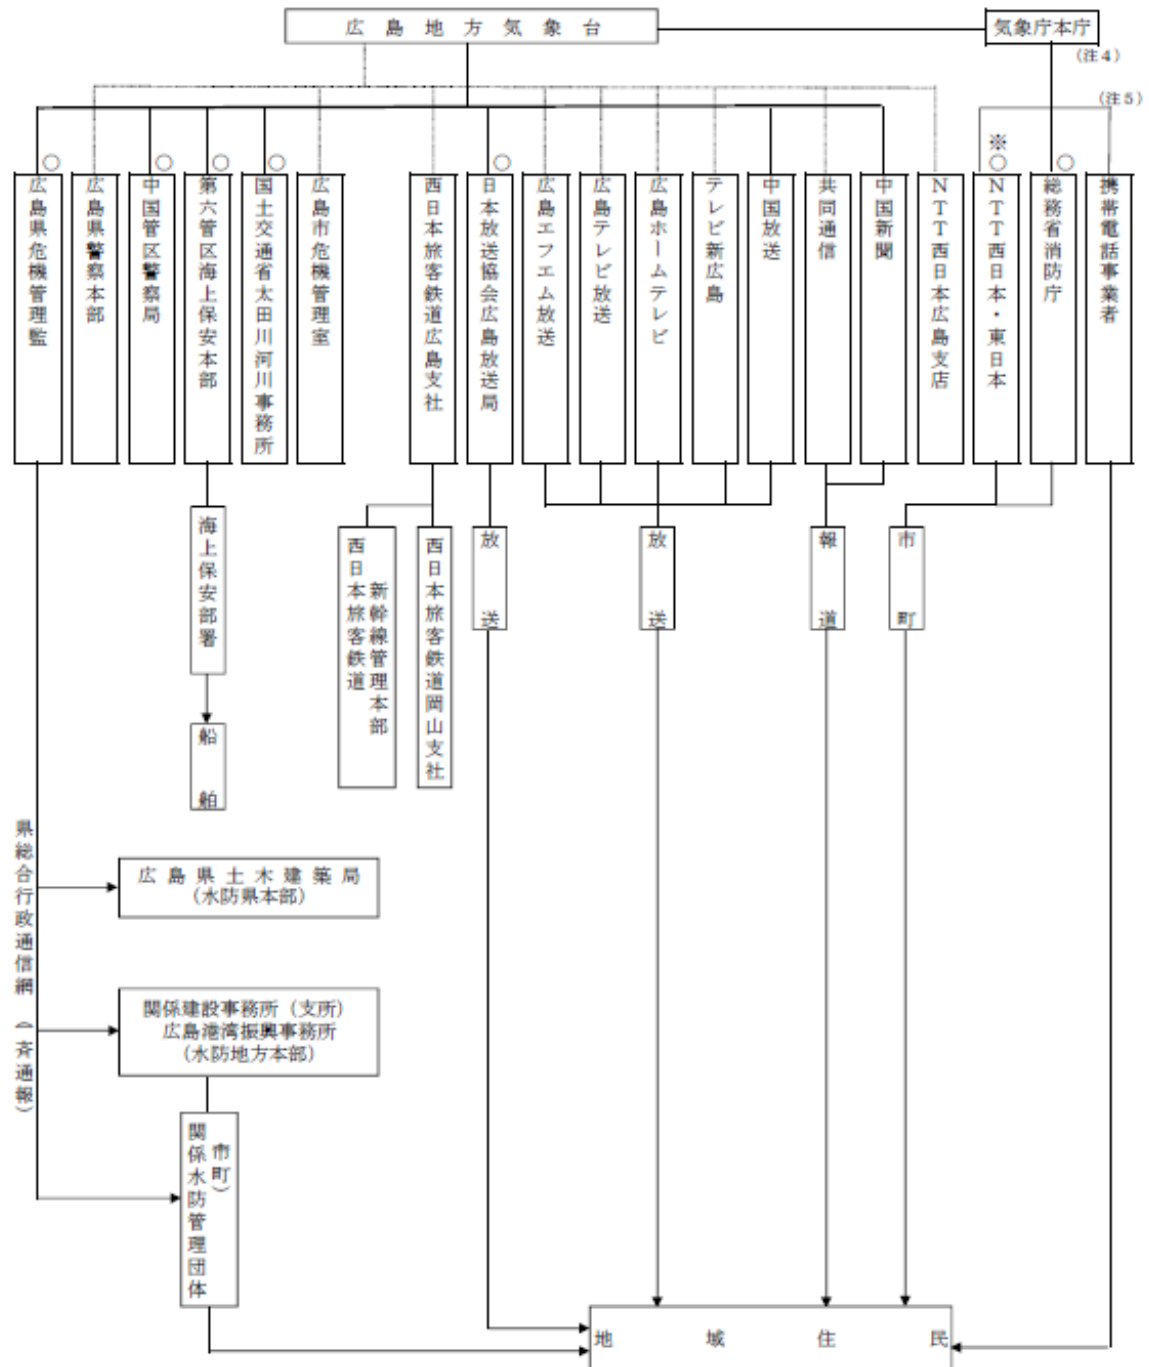 広島地方気象台
気象庁本庁
（注４）
（注５）
※
○
○
○
○
○
○
○
広島県危機管理監
広島県警察本部
中国管区警察局
第六管区海上保安本部
国土交通省太田川河川事務所
広島市危機管理室
西日本旅客鉄道広島支社
日本放送協会広島放送局
広島エフエム放送
広島テレビ放送
広島ホームテレビ
テレビ新広島
中国放送
共同通信
中国新聞
ＮＴＴ西日本広島支店
ＮＴＴ西日本・東日本
総務省消防庁
携帯電話事業者
海上保安部署
船舶
西日本旅客鉄道
新幹線管理本部
西日本旅客鉄道岡山支社
放送
放送
報道
市町
県総合行政通信網（一斉通報）
広島県土木建築局
（水防県本部）
関係建設事務所（支所）
広島港湾振興事務所
（水防地方本部）
関係水防管理団体
市町）
地域住民